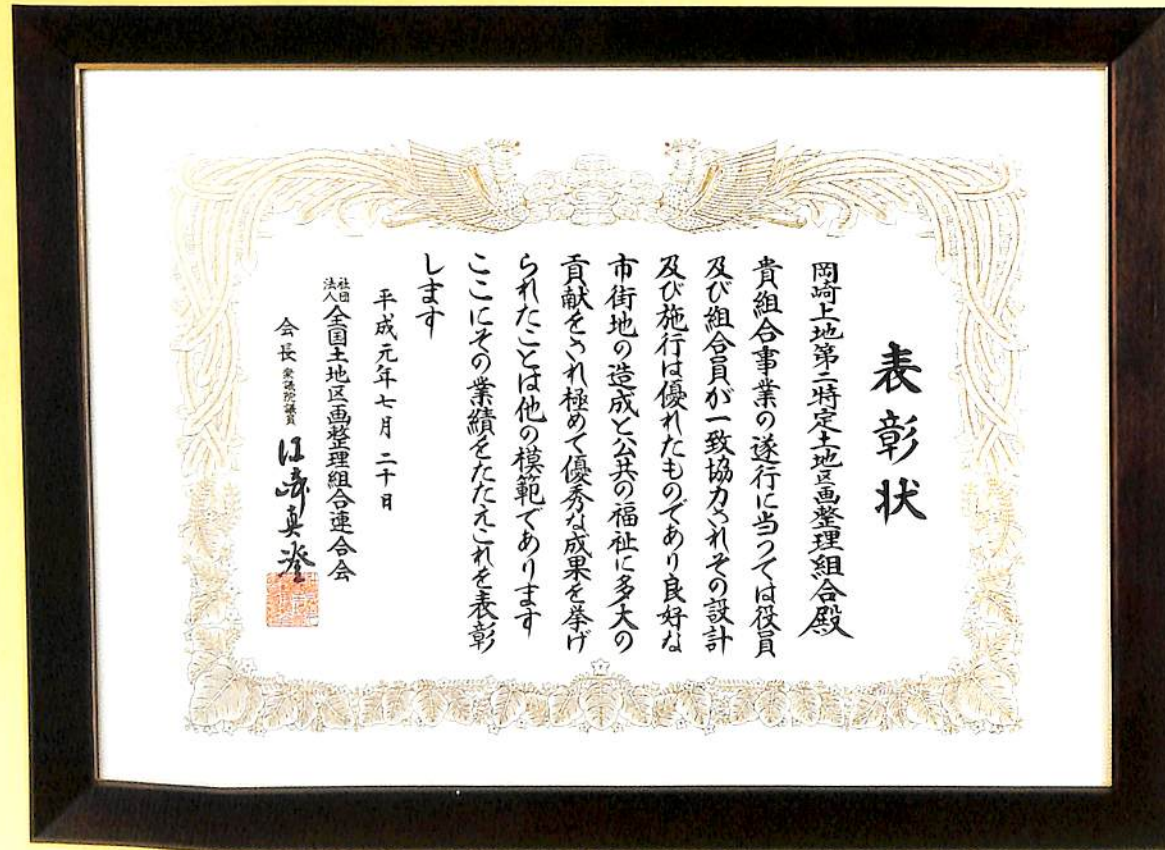 表彰状
岡崎上地第二特定土地区画整理組合殿
貴組合事業の遂行に当つては役員
及び組合員が一致協力されその設計
及び施行は優れたものであり良好な
市街地の造成と公共の福祉に多大の
貢献をされ極めて優秀な成果を挙げ
られたことは他の模範であります
ここにその業績をたたえこれを表彰
します
平成元年七月二十日
社団法人全国土地区画整理組合連合会
会長 衆議院議員 江﨑真澄